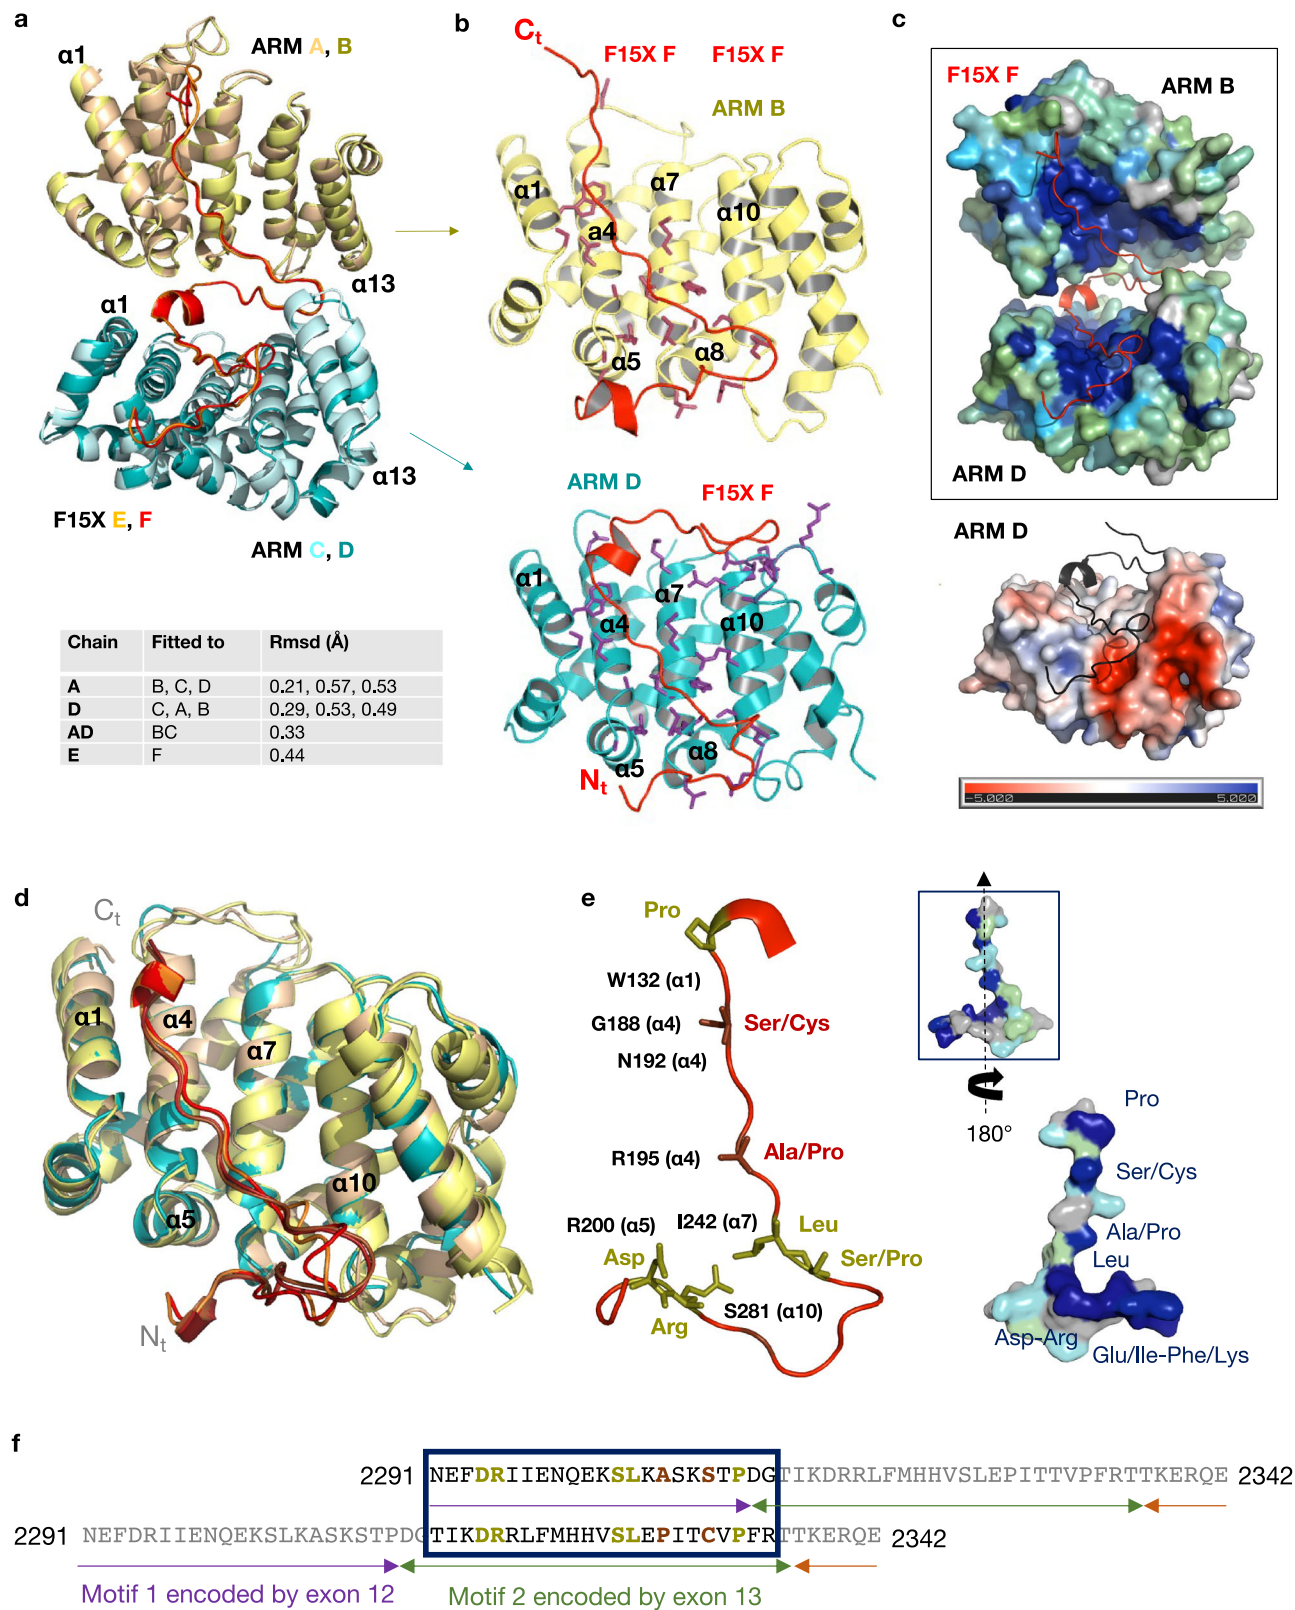 a
ARM A, B
α1
α13
α1
α13
F15X E, F
ARM C, D
Chain Fitted to Rmsd (Å)
A B, C, D 0.21, 0.57, 0.53
D C, A, B 0.29, 0.53, 0.49
AD BC 0.33
E F 0.44
b
Ct
F15X F F15X F
ARM B
α1
α7
α10
a4
α5
α8
ARM D
F15X F
α1
α7
α4
α10
α8
α5
Nt
c
F15X F
ARM B
ARM D
ARM D
-5.000 5.000
d
Ct
α1
α4
α7
α10
α5
Nt
e
Pro
W132 (α1)
G188 (α4)
Ser/Cys
N192 (α4)
R195 (α4)
Ala/Pro
R200 (α5)
I242 (α7)
Leu
Asp
Ser/Pro
S281 (α10)
Arg
180°
Pro
Ser/Cys
Ala/Pro
Leu
Asp-Arg
Glu/Ile-Phe/Lys
f
2291 NEFDRIIENQEKSLKASKSTPDGTIKDRRLFMHHVSLEPITTVPFRTTKERQE 2342
2291 NEFDRIIENQEKSLKASKSTPDGTIKDRRLFMHHVSLEPITCVPFRTTKERQE 2342
Motif 1 encoded by exon 12 Motif 2 encoded by exon 13